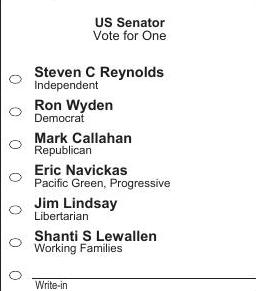 US Senator
Vote for One
Steven C Reynolds
Independent
Ron Wyden
Democrat
Mark Callahan
Republican
Eric Navickas
Pacific Green, Progressive
Jim Lindsay
Libertarian
Shanti S Lewallen
Working Families
Write-in